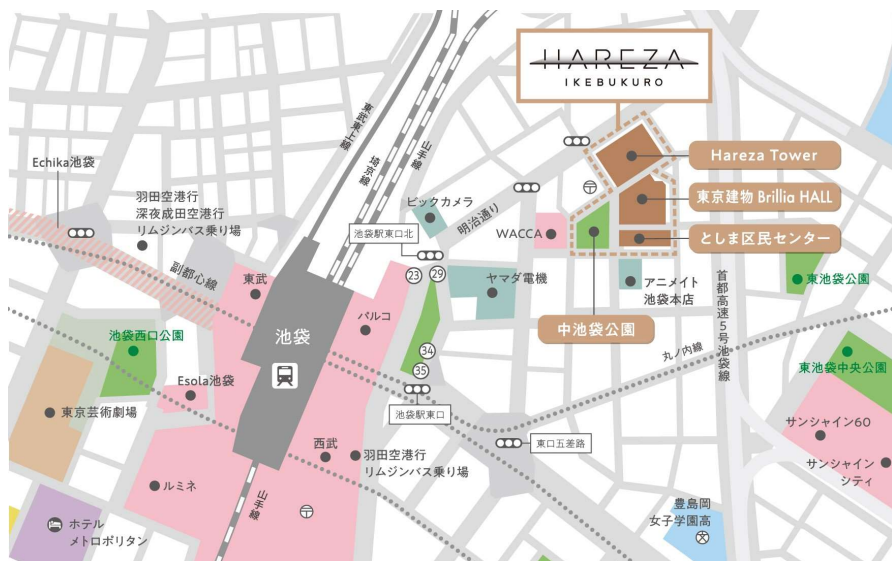 HAREZA
IKEBUKURO
東武東上線
埼京線
山手線
Hareza Tower
Echika池袋
羽田空港行
深夜成田空港行
リムジンバス乗り場
ビックカメラ
明治通り
東京建物 Brillia HALL
WACCA
池袋駅東口北
としま区民センター
副都心線
東武
23
29
ヤマダ電機
アニメイト
池袋本店
首都高速5号池袋線
東池袋公園
池袋西口公園
池袋
パルコ
中池袋公園
34
丸ノ内線
35
東池袋中央公園
Esola池袋
東京芸術劇場
池袋駅東口
サンシャイン60
東口五差路
西武
羽田空港行
リムジンバス乗り場
サンシャイン
シティ
ルミネ
山手線
豊島岡
女子学園高
ホテル
メトロポリタン
文